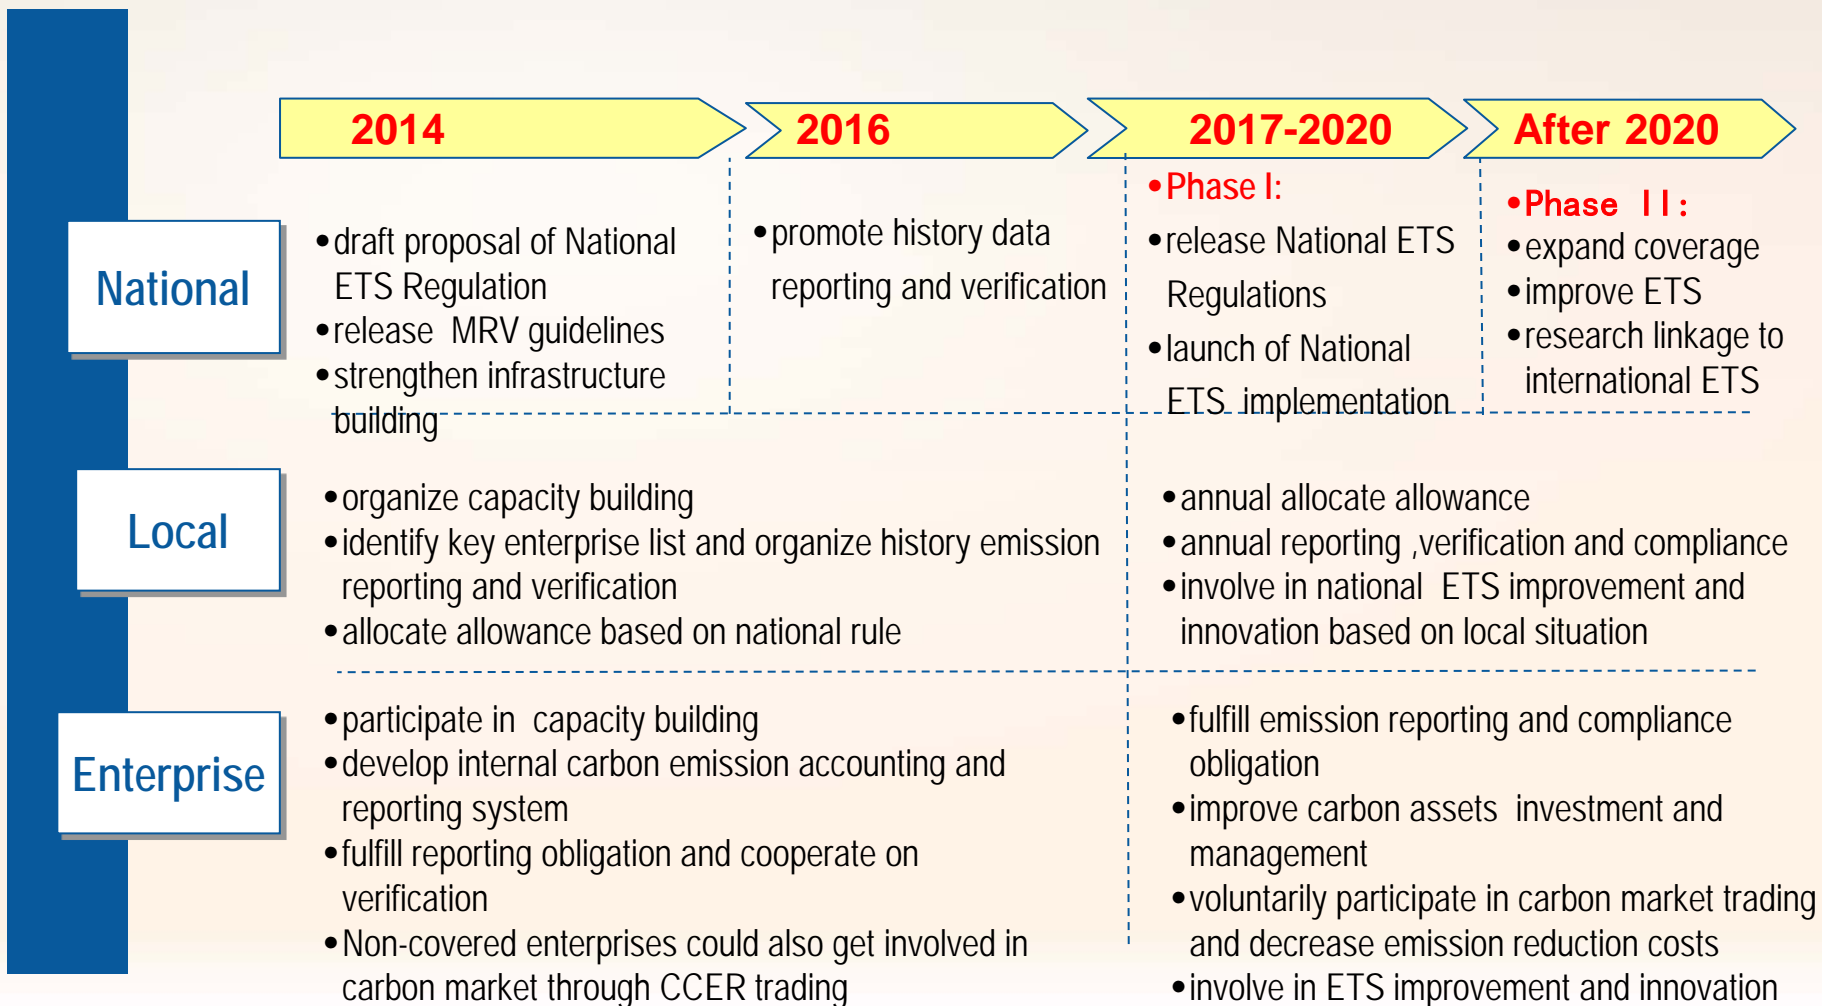 2014
2016
2017-2020
After 2020
National
•draft proposal of National
ETS Regulation
•release MRV guidelines
•strengthen infrastructure
building
•promote history data
reporting and verification
•Phase I:
•release National ETS
Regulations
•launch of National
ETS implementation
•Phase II:
•expand coverage
•improve ETS
•research linkage to
international ETS
Local
•organize capacity building
•identify key enterprise list and organize history emission
reporting and verification
•allocate allowance based on national rule
•annual allocate allowance
•annual reporting ,verification and compliance
•involve in national ETS improvement and
innovation based on local situation
Enterprise
•participate in capacity building
•develop internal carbon emission accounting and
reporting system
•fulfill reporting obligation and cooperate on
verification
•Non-covered enterprises could also get involved in
carbon market through CCER trading
•fulfill emission reporting and compliance
obligation
•improve carbon assets investment and
management
•voluntarily participate in carbon market trading
and decrease emission reduction costs
•involve in ETS improvement and innovation